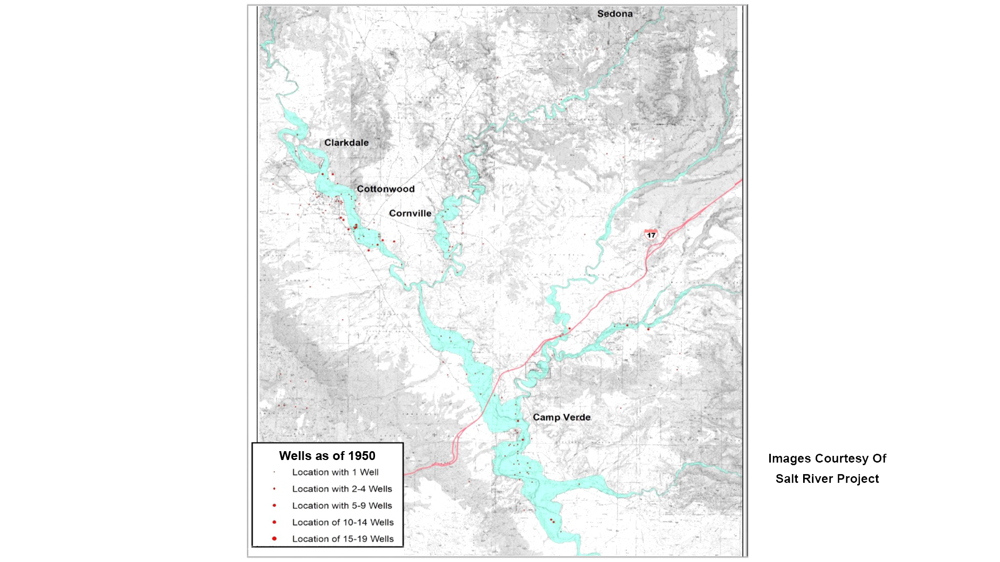 Sedona
Clarkdale
Cottonwood
Cornville
17
Camp Verde
Wells as of 1950
Location with 1 Well
Location with 2-4 Wells
Location with 5-9 Wells
Location of 10-14 Wells
Location of 15-19 Wells
Images Courtesy Of
Salt River Project